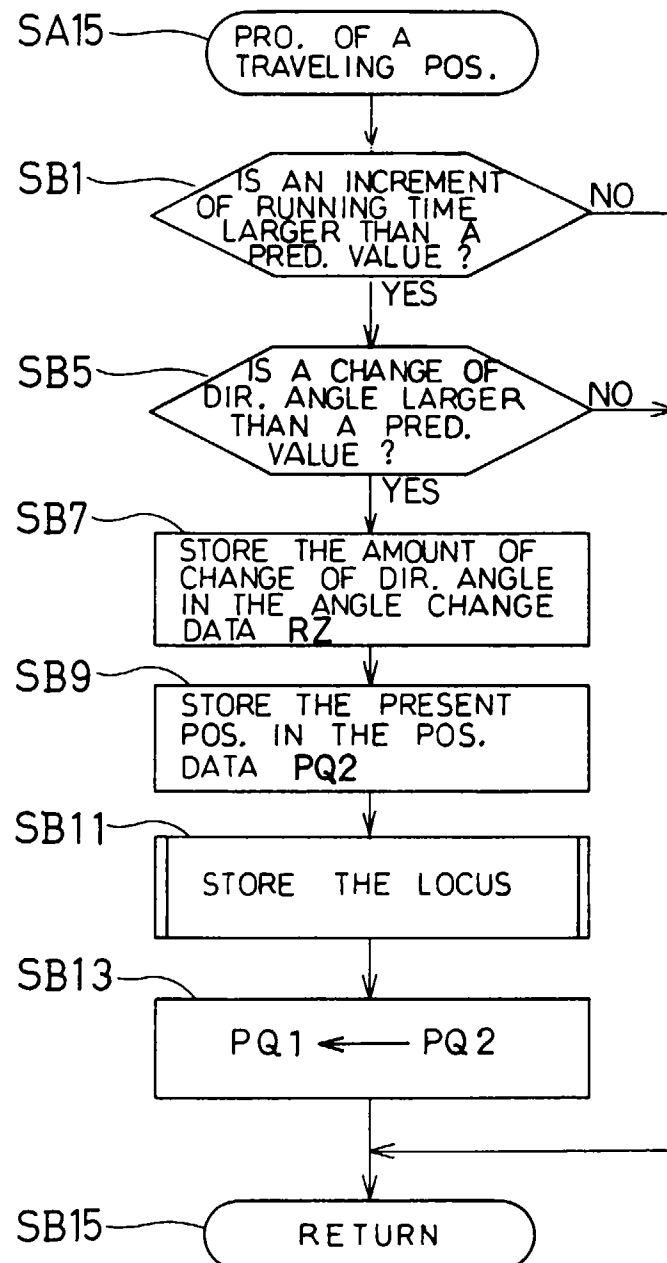 SA15
PRO. OF A
TRAVELING POS.
SB1
IS AN INCREMENT
OF RUNNING TIME
LARGER THAN A
PRED. VALUE ?
NO
YES
SB5
IS A CHANGE OF
DIR. ANGLE LARGER
THAN A PRED.
VALUE ?
NO
YES
SB7
STORE THE AMOUNT OF
CHANGE OF DIR. ANGLE
IN THE ANGLE CHANGE
DATA RZ
SB9
STORE THE PRESENT
POS. IN THE POS.
DATA PQ2
SB11
STORE THE LOCUS
SB13
PQ1 ← PQ2
SB15
RETURN